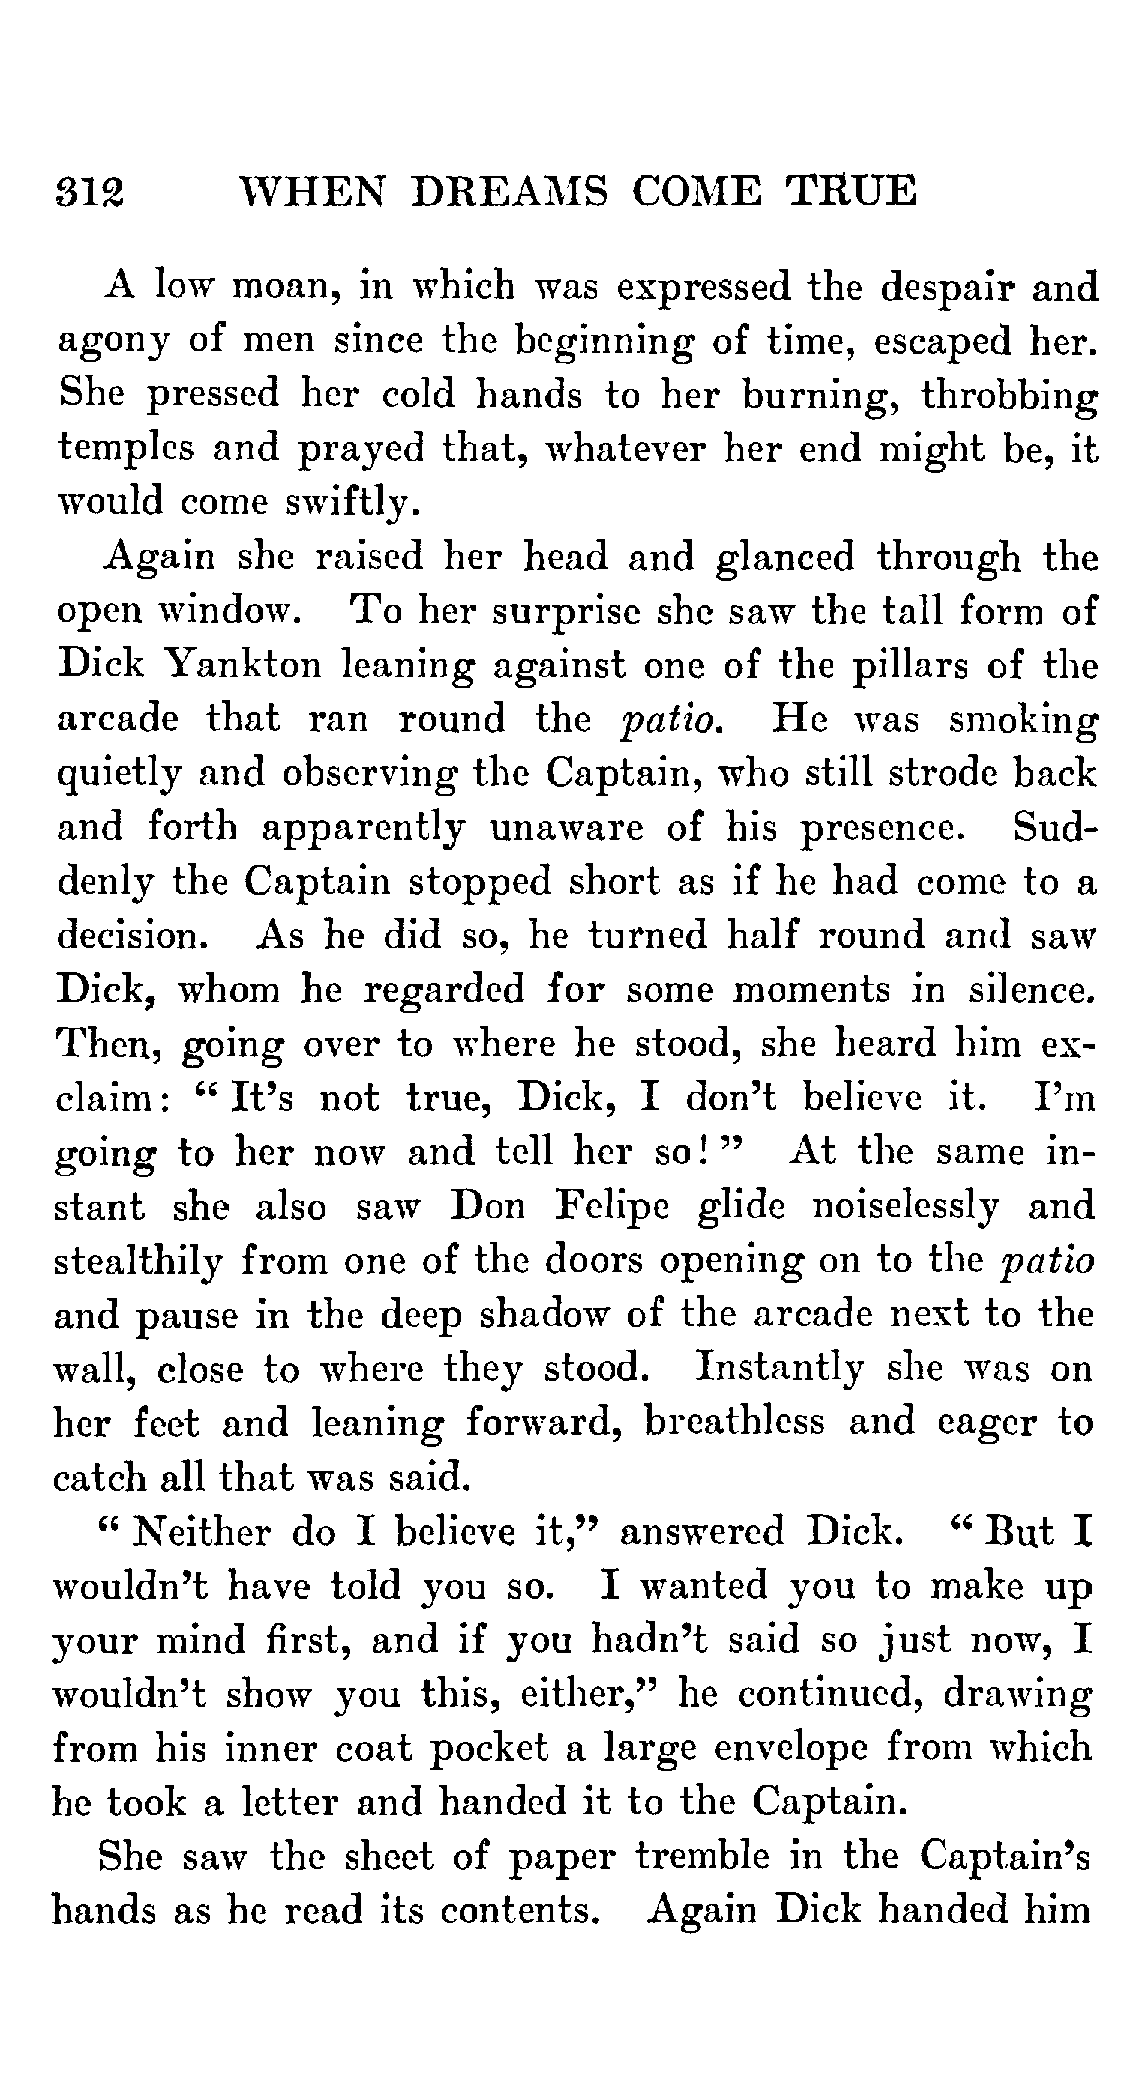 312 WHEN DREAMS COME TRUE
A low moan, in which was expressed the despair and
agony of men since the beginning of time, escaped her.
She pressed her cold hands to her burning, throbbing
temples and prayed that, whatever her end might be, it
would come swiftly.
Again she raised her head and glanced through the
open window. To her surprise she saw the tall form of
Dick Yankton leaning against one of the pillars of the
arcade that ran round the patio. He was smoking
quietly and observing the Captain, who still strode back
and forth apparently unaware of his presence. Sud-
denly the Captain stopped short as if he had come to a
decision. As he did so, he turned half round and saw
Dick, whom he regarded for some moments in silence.
Then, going over to where he stood, she heard him ex-
claim: " It's not true, Dick, I don't believe it. I'm
going to her now and tell her so! " At the same in-
stant she also saw Don Felipe glide noiselessly and
stealthily from one of the doors opening on to the patio
and pause in the deep shadow of the arcade next to the
wall, close to where they stood. Instantly she was on
her feet and leaning forward, breathless and eager to
catch all that was said.
" Neither do I believe it," answered Dick. " But I
wouldn't have told you so. I wanted you to make up
your mind first, and if you hadn't said so just now, I
wouldn't show you this, either," he continued, drawing
from his inner coat pocket a large envelope from which
he took a letter and handed it to the Captain.
She saw the sheet of paper tremble in the Captain's
hands as he read its contents. Again Dick handed him